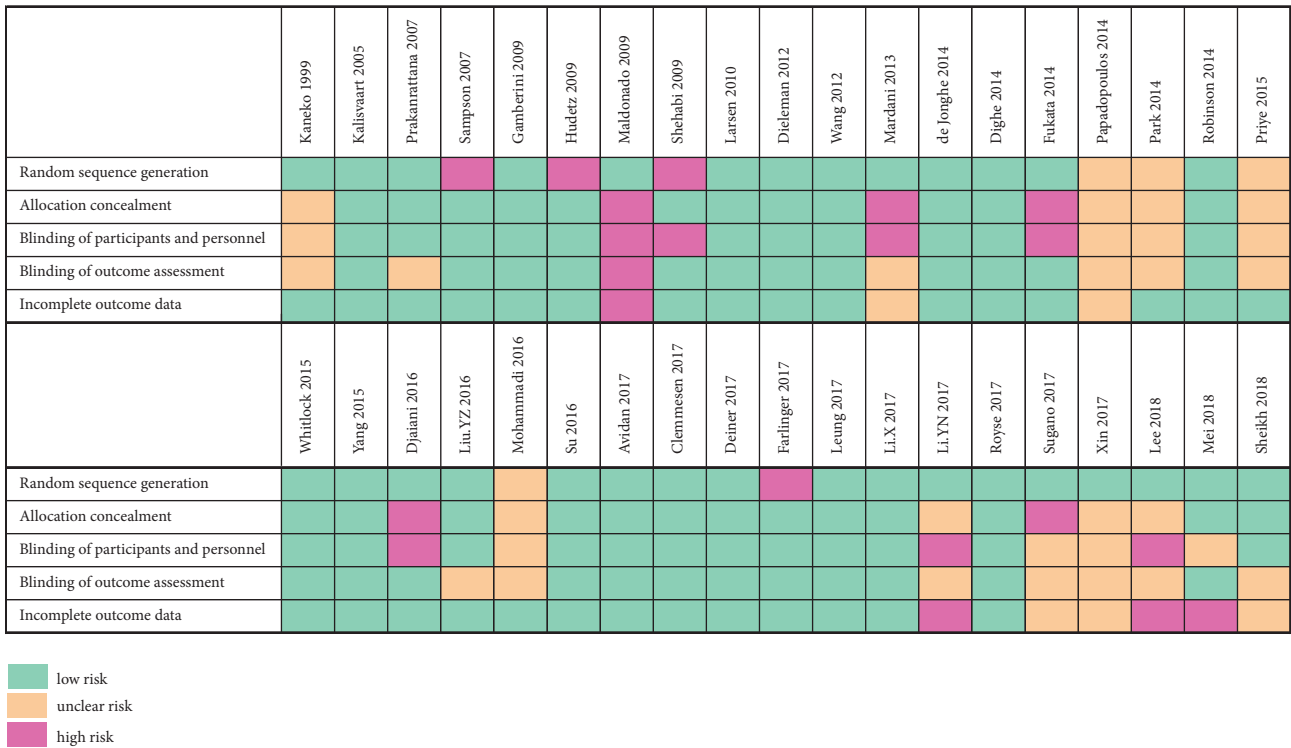 Kaneko 1999
Kalisvaart 2005
Prakanrattana 2007
Sampson 2007
Gamberini 2009
Hudetz 2009
Maldonado 2009
Shehabi 2009
Larsen 2010
Dieleman 2012
Wang 2012
Mardani 2013
de Jonghe 2014
Dighe 2014
Fukata 2014
Papadopoulos 2014
Park 2014
Robinson 2014
Priye 2015
Random sequence generation
Allocation concealment
Blinding of participants and personnel
Blinding of outcome assessment
Incomplete outcome data
Whitlock 2015
Yang 2015
Djaiani 2016
Liu.YZ 2016
Mohammadi 2016
Su 2016
Avidan 2017
Clemmesen 2017
Deiner 2017
Farlinger 2017
Leung 2017
Li.X 2017
Li.YN 2017
Royse 2017
Sugano 2017
Xin 2017
Lee 2018
Mei 2018
Sheikh 2018
Random sequence generation
Allocation concealment
Blinding of participants and personnel
Blinding of outcome assessment
Incomplete outcome data
low risk
unclear risk
high risk